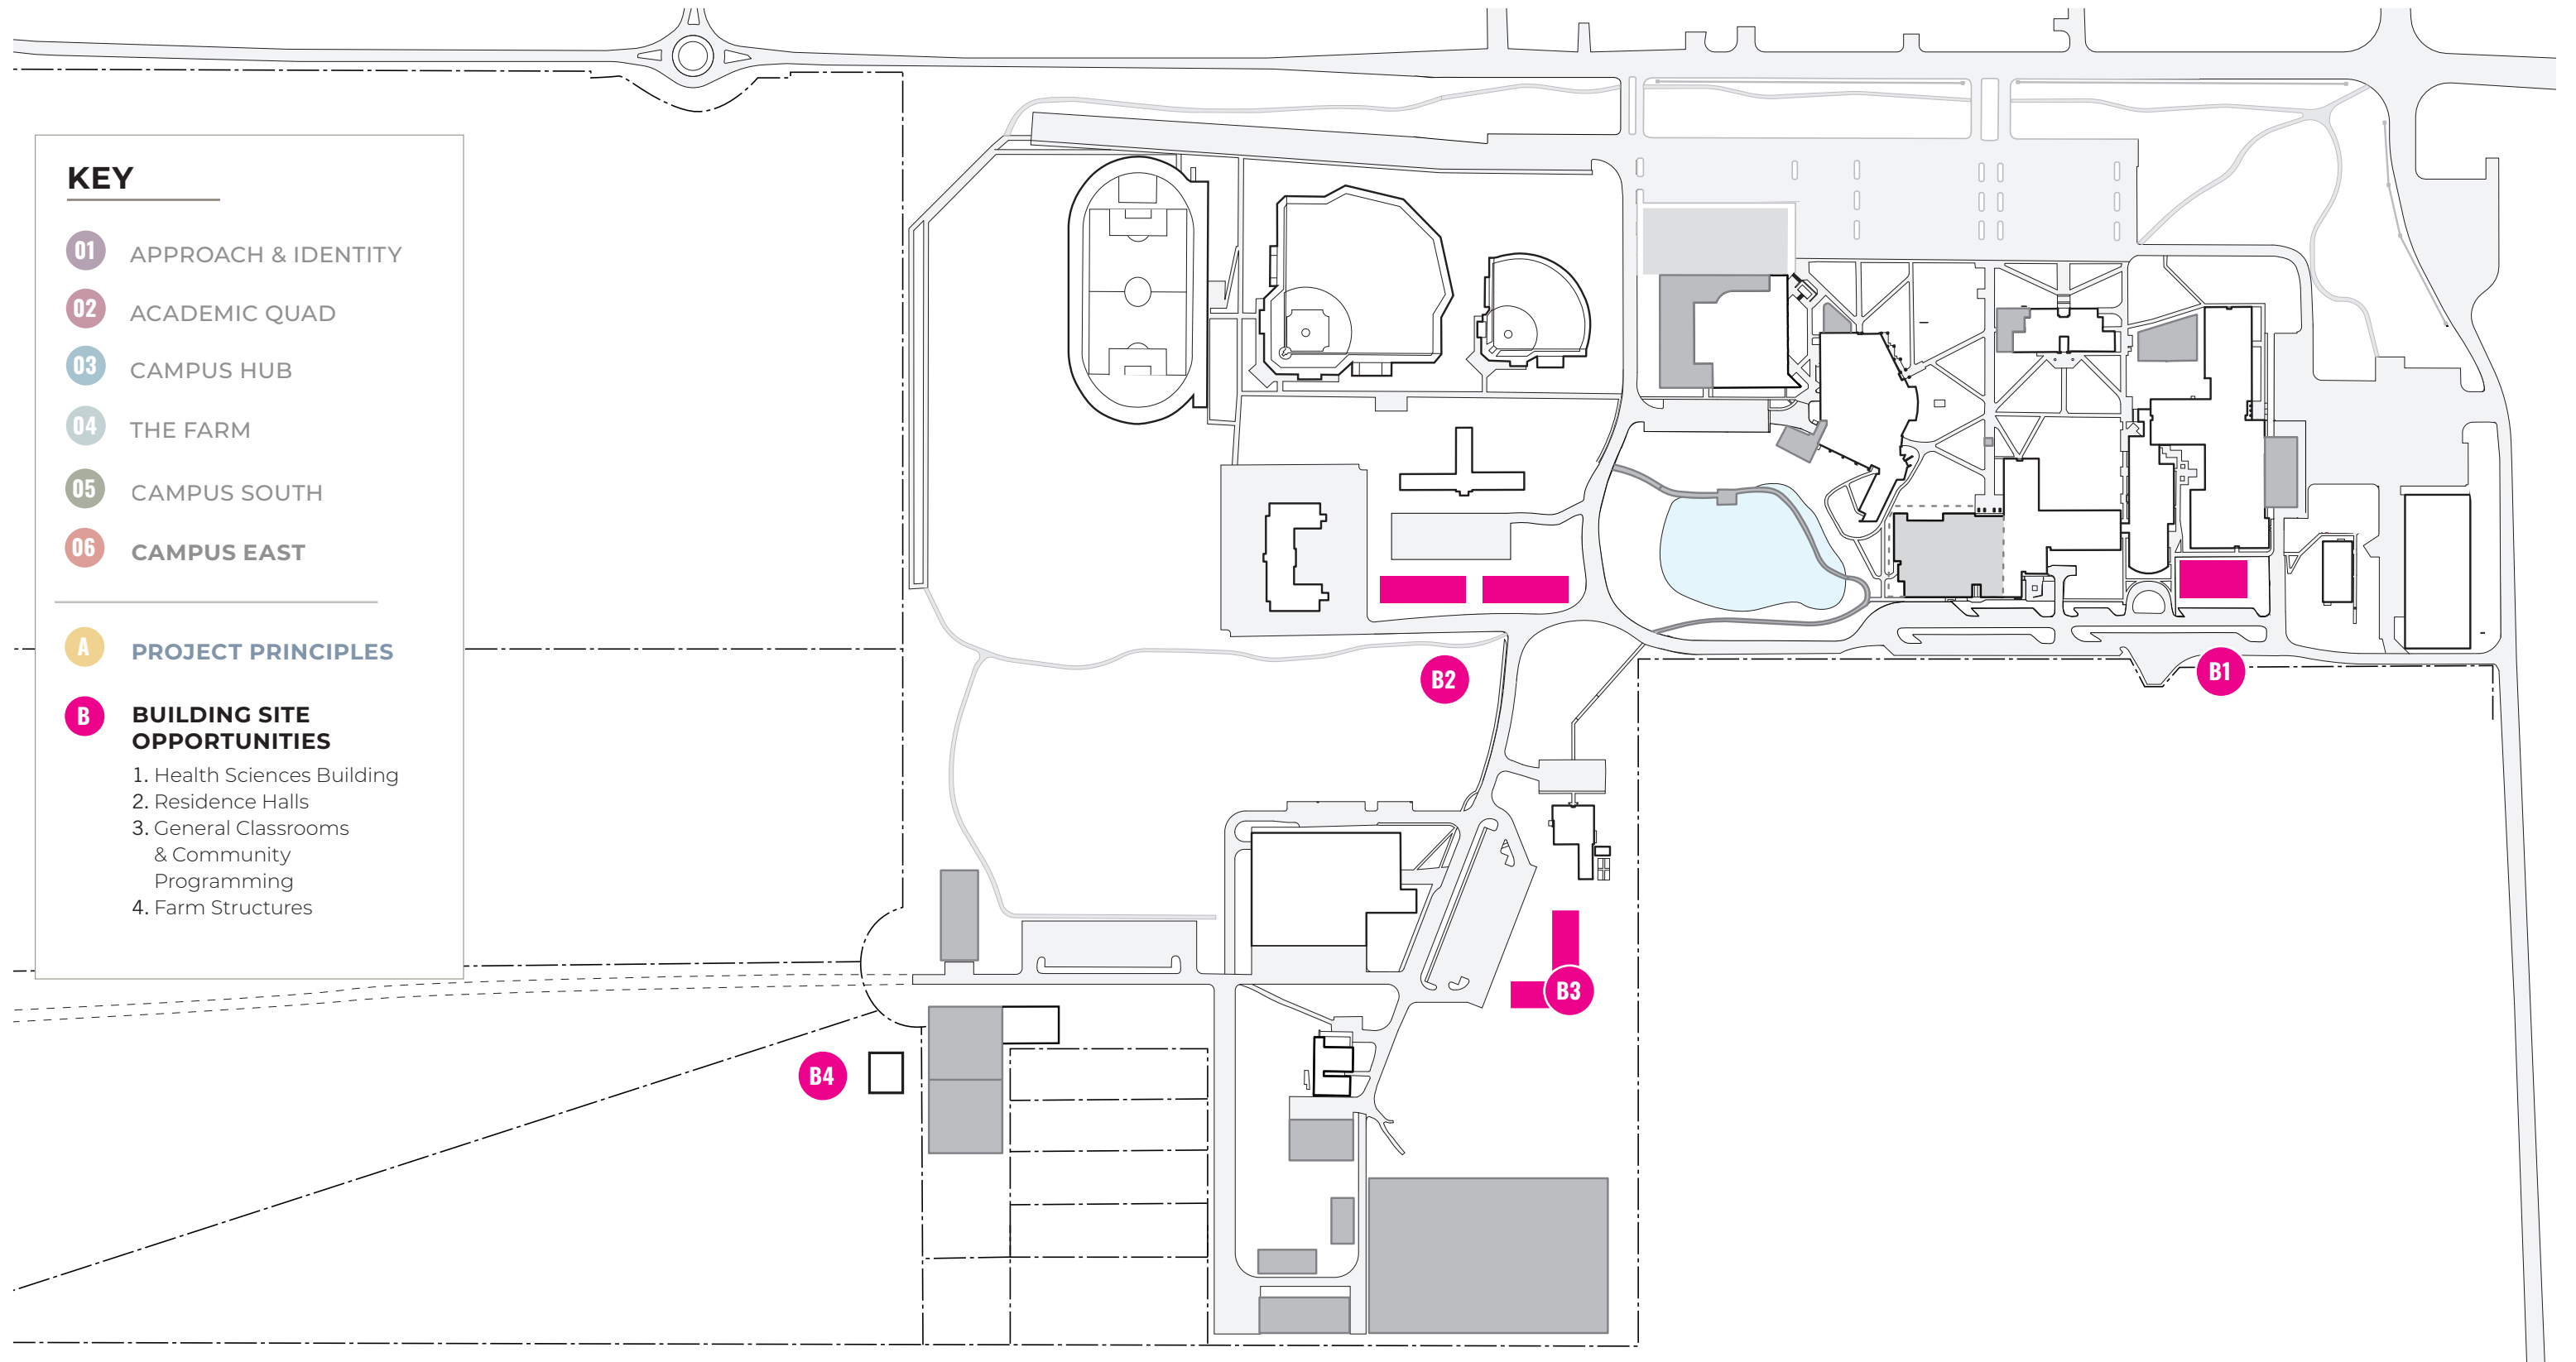 KEY
01 APPROACH & IDENTITY
02 ACADEMIC QUAD
03 CAMPUS HUB
04 THE FARM
05 CAMPUS SOUTH
06 CAMPUS EAST
A PROJECT PRINCIPLES
B BUILDING SITE
OPPORTUNITIES
1. Health Sciences Building
2. Residence Halls
3. General Classrooms
& Community
Programming
4. Farm Structures
B2
B1
B3
B4